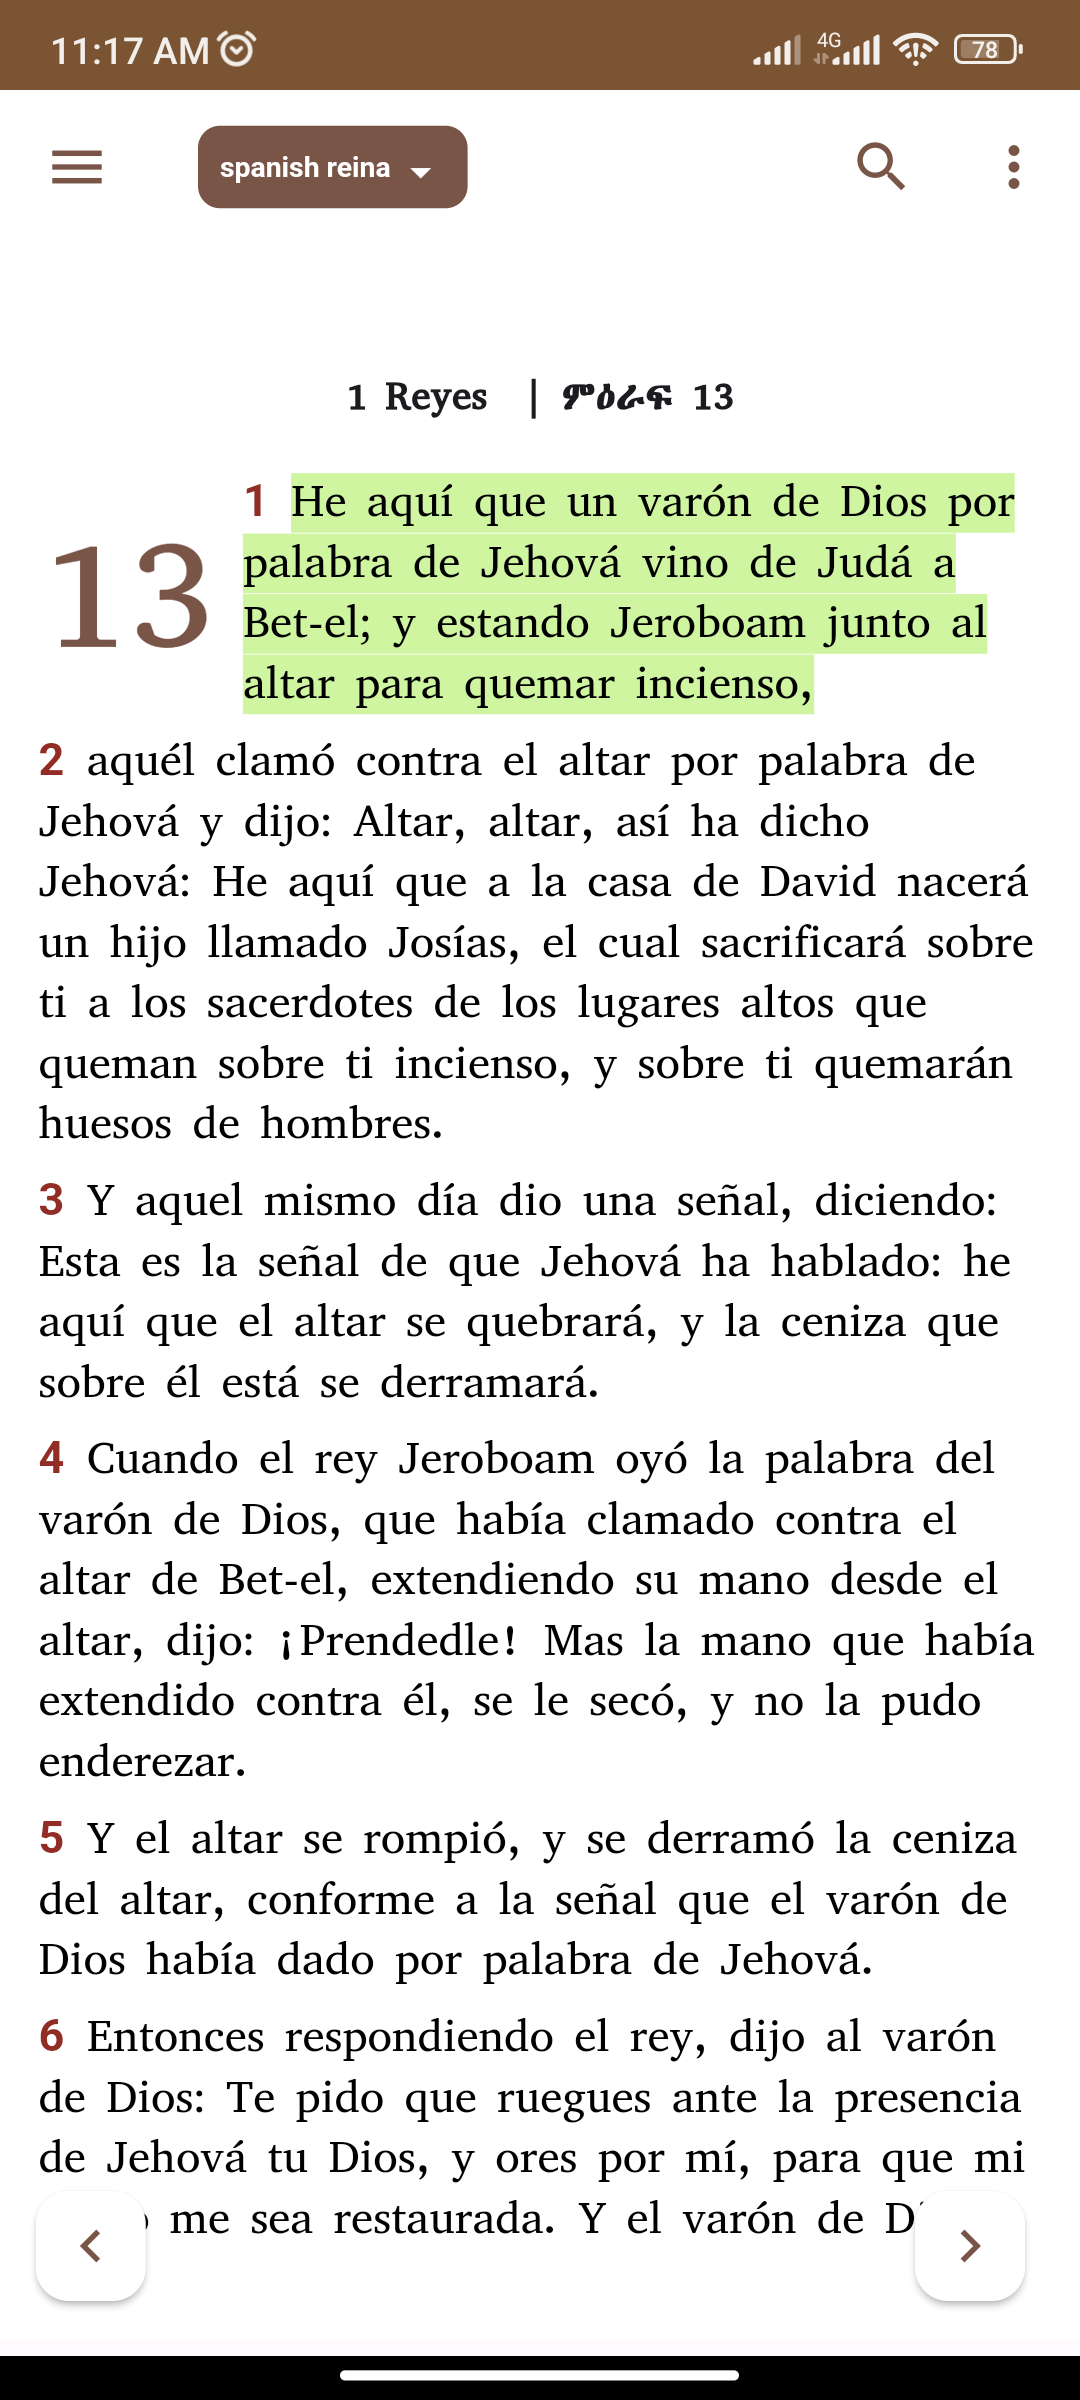 11:17 AM
4G
78
spanish reina
1 Reyes | ምዕራፍ 13
13
1 He aquí que un varón de Dios por
palabra de Jehová vino de Judá a
Bet-el; y estando Jeroboam junto al
altar para quemar incienso,
2 aquél clamó contra el altar por palabra de
Jehová y dijo: Altar, altar, así ha dicho
Jehová: He aquí que a la casa de David nacerá
un hijo llamado Josías, el cual sacrificará sobre
ti a los sacerdotes de los lugares altos que
queman sobre ti incienso, y sobre ti quemarán
huesos de hombres.
3 Y aquel mismo día dio una señal, diciendo:
Esta es la señal de que Jehová ha hablado: he
aquí que el altar se quebrará, y la ceniza que
sobre él está se derramará.
4 Cuando el rey Jeroboam oyó la palabra del
varón de Dios, que había clamado contra el
altar de Bet-el, extendiendo su mano desde el
altar, dijo: ¡Prendedle! Mas la mano que había
extendido contra él, se le secó, y no la pudo
enderezar.
5 Y el altar se rompió, y se derramó la ceniza
del altar, conforme a la señal que el varón de
Dios había dado por palabra de Jehová.
6 Entonces respondiendo el rey, dijo al varón
de Dios: Te pido que ruegues ante la presencia
de Jehová tu Dios, y ores por mí, para que mi
me sea restaurada. Y el varón de